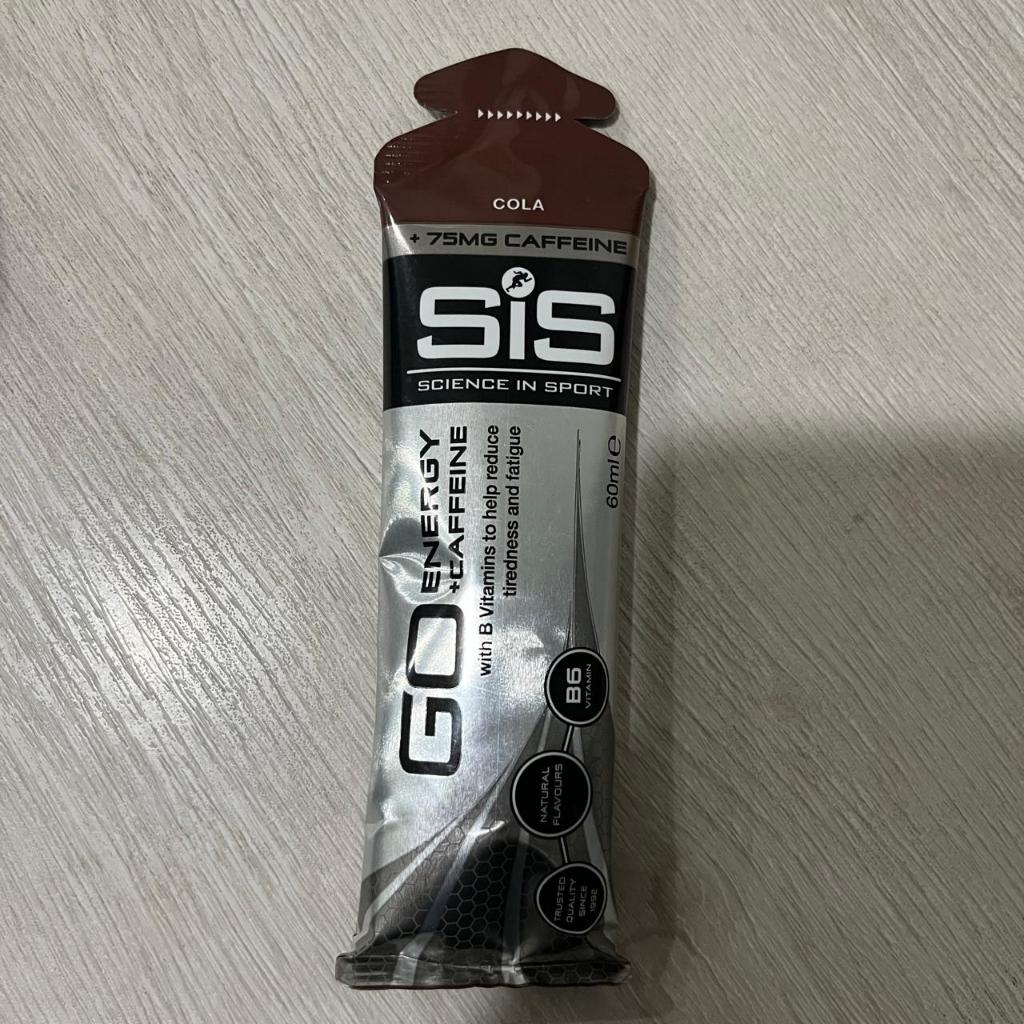 COLA
+ 75MG CAFFEINE
SiS
SCIENCE IN SPORT
GO ENERGY
+CAFFEINE
with B Vitamins to help reduce
tiredness and fatigue
60ml e
B6
VITAMIN
NATURAL
FLAVOURS
TRUSTED
QUALITY
SINCE
1992